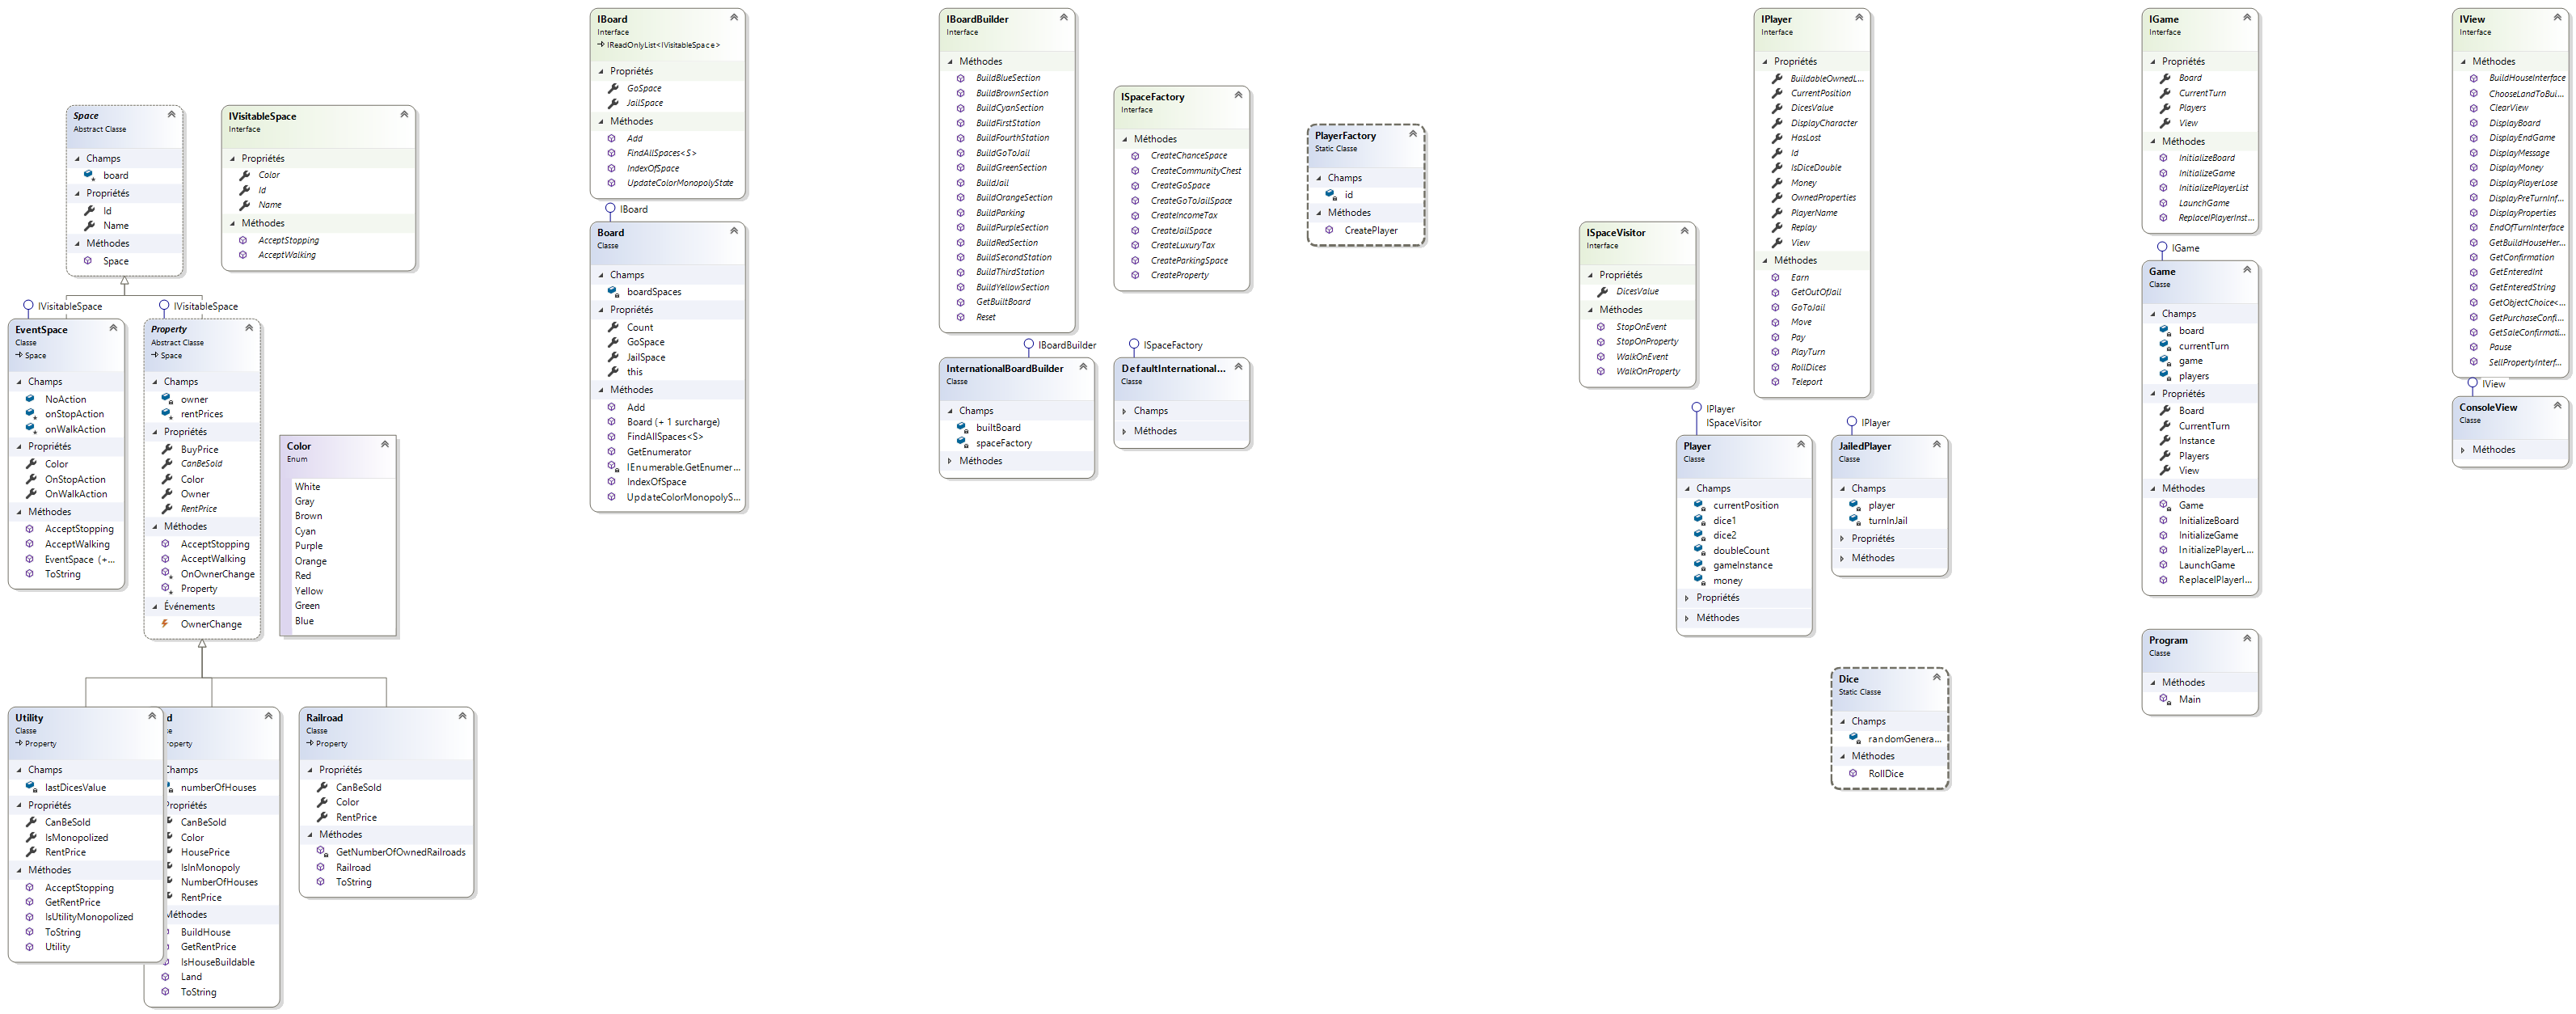 Space
Abstract Classe
Champs
board
Propriétés
Id
Name
Méthodes
Space
IVisitableSpace
Interface
Propriétés
Color
Id
Name
Méthodes
AcceptStopping
AcceptWalking
IVisitableSpace
EventSpace
Classe
Space
Champs
NoAction
onStopAction
onWalkAction
Propriétés
Color
OnStopAction
OnWalkAction
Méthodes
AcceptStopping
AcceptWalking
EventSpace (+...
ToString
IVisitableSpace
Property
Abstract Classe
Space
Champs
owner
rentPrices
Propriétés
BuyPrice
CanBeSold
Color
Owner
RentPrice
Méthodes
AcceptStopping
AcceptWalking
OnOwnerChange
Property
Événements
OwnerChange
Color
Enum
White
Gray
Brown
Cyan
Purple
Orange
Red
Yellow
Green
Blue
Utility
Classe
Property
Champs
lastDicesValue
Propriétés
CanBeSold
IsMonopolized
RentPrice
Méthodes
AcceptStopping
GetRentPrice
IsUtilityMonopolized
ToString
Utility
d
se
roperty
Champs
numberOfHouses
Propriétés
CanBeSold
Color
HousePrice
IsInMonopoly
NumberOfHouses
RentPrice
Méthodes
BuildHouse
GetRentPrice
IsHouseBuildable
Land
ToString
Railroad
Classe
Property
Propriétés
CanBeSold
Color
RentPrice
Méthodes
GetNumberOfOwnedRailroads
Railroad
ToString
IBoard
Interface
IReadOnlyList<IVisitableSpace>
Propriétés
GoSpace
JailSpace
Méthodes
Add
FindAllSpaces<S>
IndexOfSpace
UpdateColorMonopolyState
IBoard
Board
Classe
Champs
boardSpaces
Propriétés
Count
GoSpace
JailSpace
this
Méthodes
Add
Board (+ 1 surcharge)
FindAllSpaces<S>
GetEnumerator
IEnumerable.GetEnumer...
IndexOfSpace
UpdateColorMonopolyS...
IBoardBuilder
Interface
Méthodes
BuildBlueSection
BuildBrownSection
BuildCyanSection
BuildFirstStation
BuildFourthStation
BuildGoToJail
BuildGreenSection
BuildJail
BuildOrangeSection
BuildParking
BuildPurpleSection
BuildRedSection
BuildSecondStation
BuildThirdStation
BuildYellowSection
GetBuiltBoard
Reset
IBoardBuilder
InternationalBoardBuilder
Classe
Champs
builtBoard
spaceFactory
Méthodes
ISpaceFactory
Interface
Méthodes
CreateChanceSpace
CreateCommunityChest
CreateGoSpace
CreateGoToJailSpace
CreateIncomeTax
CreateJailSpace
CreateLuxuryTax
CreateParkingSpace
CreateProperty
ISpaceFactory
DefaultInternational...
Classe
Champs
Méthodes
PlayerFactory
Static Classe
Champs
id
Méthodes
CreatePlayer
ISpaceVisitor
Interface
Propriétés
DicesValue
Méthodes
StopOnEvent
StopOnProperty
WalkOnEvent
WalkOnProperty
IPlayer
Interface
Propriétés
BuildableOwnedL...
CurrentPosition
DicesValue
DisplayCharacter
HasLost
Id
IsDiceDouble
Money
OwnedProperties
PlayerName
Replay
View
Méthodes
Earn
GetOutOfJail
GoToJail
Move
Pay
PlayTurn
RollDices
Teleport
IPlayer
ISpaceVisitor
Player
Classe
Champs
currentPosition
dice1
dice2
doubleCount
gameInstance
money
Propriétés
Méthodes
IPlayer
JailedPlayer
Classe
Champs
player
turnInJail
Propriétés
Méthodes
Dice
Static Classe
Champs
randomGenera...
Méthodes
RollDice
IGame
Interface
Propriétés
Board
CurrentTurn
Players
View
Méthodes
InitializeBoard
InitializeGame
InitializePlayerList
LaunchGame
ReplaceIPlayerInst...
IGame
Game
Classe
Champs
board
currentTurn
game
players
Propriétés
Board
CurrentTurn
Instance
Players
View
Méthodes
Game
InitializeBoard
InitializeGame
InitializePlayerL...
LaunchGame
ReplaceIPlayerI...
Program
Classe
Méthodes
Main
IView
Interface
Méthodes
BuildHouseInterface
ChooseLandToBui...
ClearView
DisplayBoard
DisplayEndGame
DisplayMessage
DisplayMoney
DisplayPlayerLose
DisplayPreTurnInf...
DisplayProperties
EndOfTurnInterface
GetBuildHouseHer...
GetConfirmation
GetEnteredInt
GetEnteredString
GetObjectChoice<...
GetPurchaseConfi...
GetSaleConfirmati...
Pause
SellPropertyInterf...
IView
ConsoleView
Classe
Méthodes